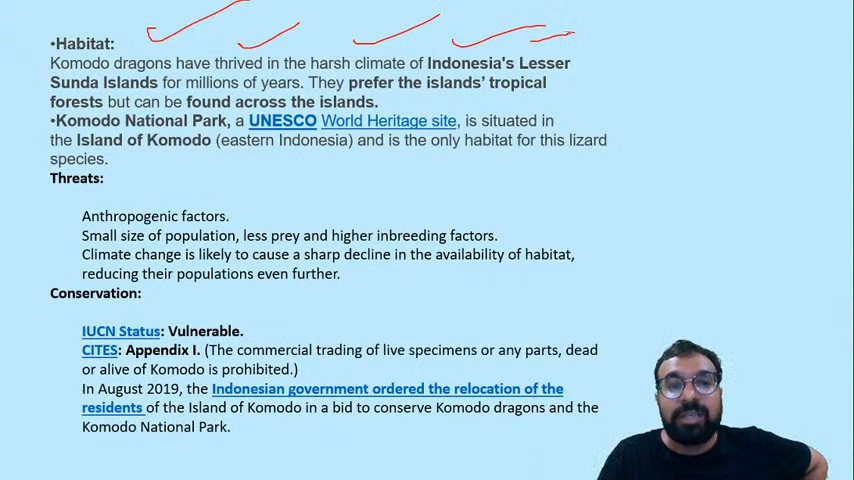 •Habitat:
Komodo dragons have thrived in the harsh climate of Indonesia's Lesser
Sunda Islands for millions of years. They prefer the islands' tropical
forests but can be found across the islands.
•Komodo National Park, a UNESCO World Heritage site, is situated in
the Island of Komodo (eastern Indonesia) and is the only habitat for this lizard
species.
Threats:
Anthropogenic factors.
Small size of population, less prey and higher inbreeding factors.
Climate change is likely to cause a sharp decline in the availability of habitat,
reducing their populations even further.
Conservation:
IUCN Status: Vulnerable.
CITES: Appendix I. (The commercial trading of live specimens or any parts, dead
or alive of Komodo is prohibited.)
In August 2019, the Indonesian government ordered the relocation of the
residents of the Island of Komodo in a bid to conserve Komodo dragons and the
Komodo National Park.